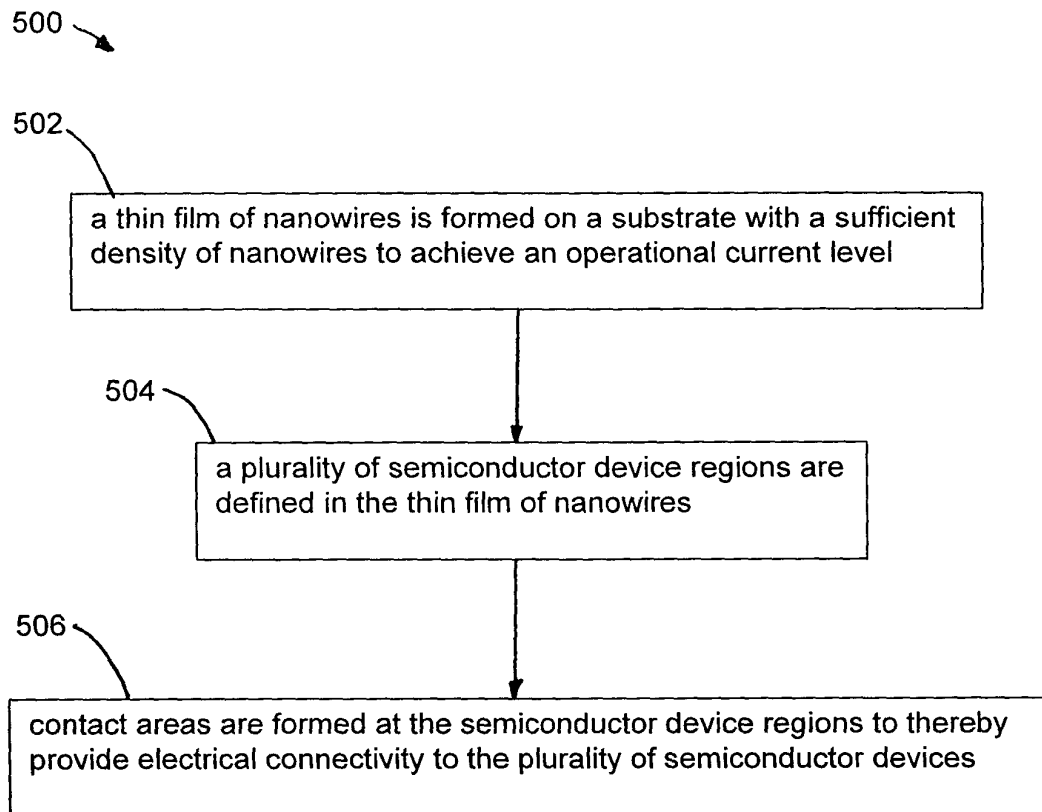 500
502
a thin film of nanowires is formed on a substrate with a sufficient
density of nanowires to achieve an operational current level
504
a plurality of semiconductor device regions are
defined in the thin film of nanowires
506
contact areas are formed at the semiconductor device regions to thereby
provide electrical connectivity to the plurality of semiconductor devices